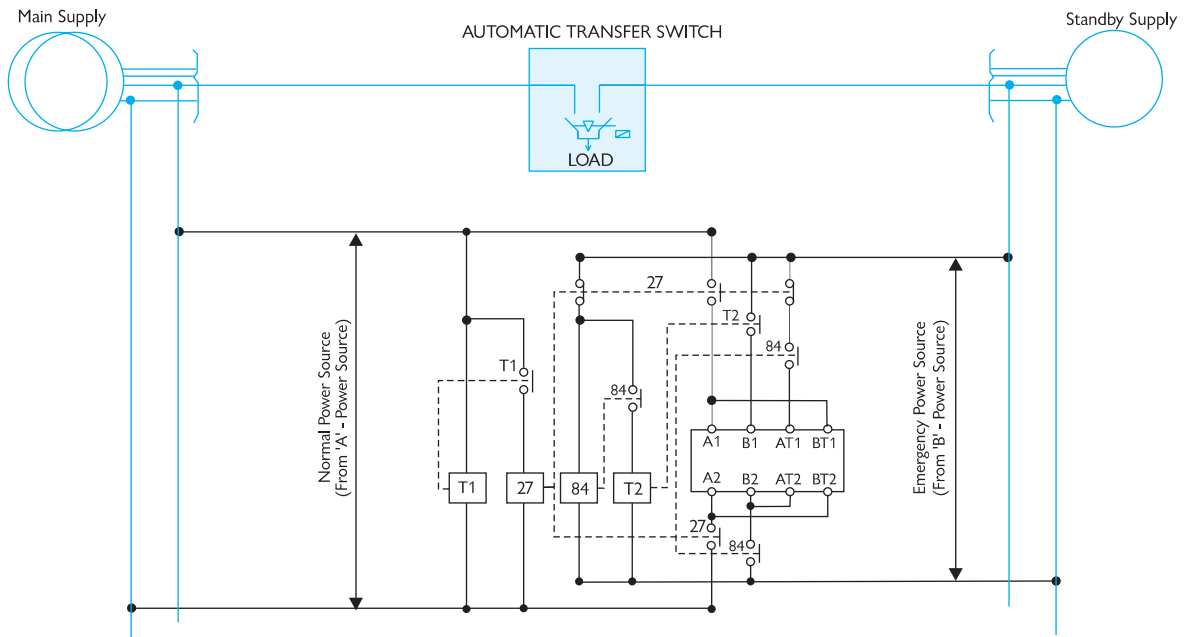 Main Supply
Standby Supply
AUTOMATIC TRANSFER SWITCH
LOAD
27
T2
84
T1
84
Normal Power Source
(From 'A' - Power Source)
Emergency Power Source
(From 'B' - Power Source)
A1 B1 AT1 BT1
A2 B2 AT2 BT2
T1 27 84 T2
27
84